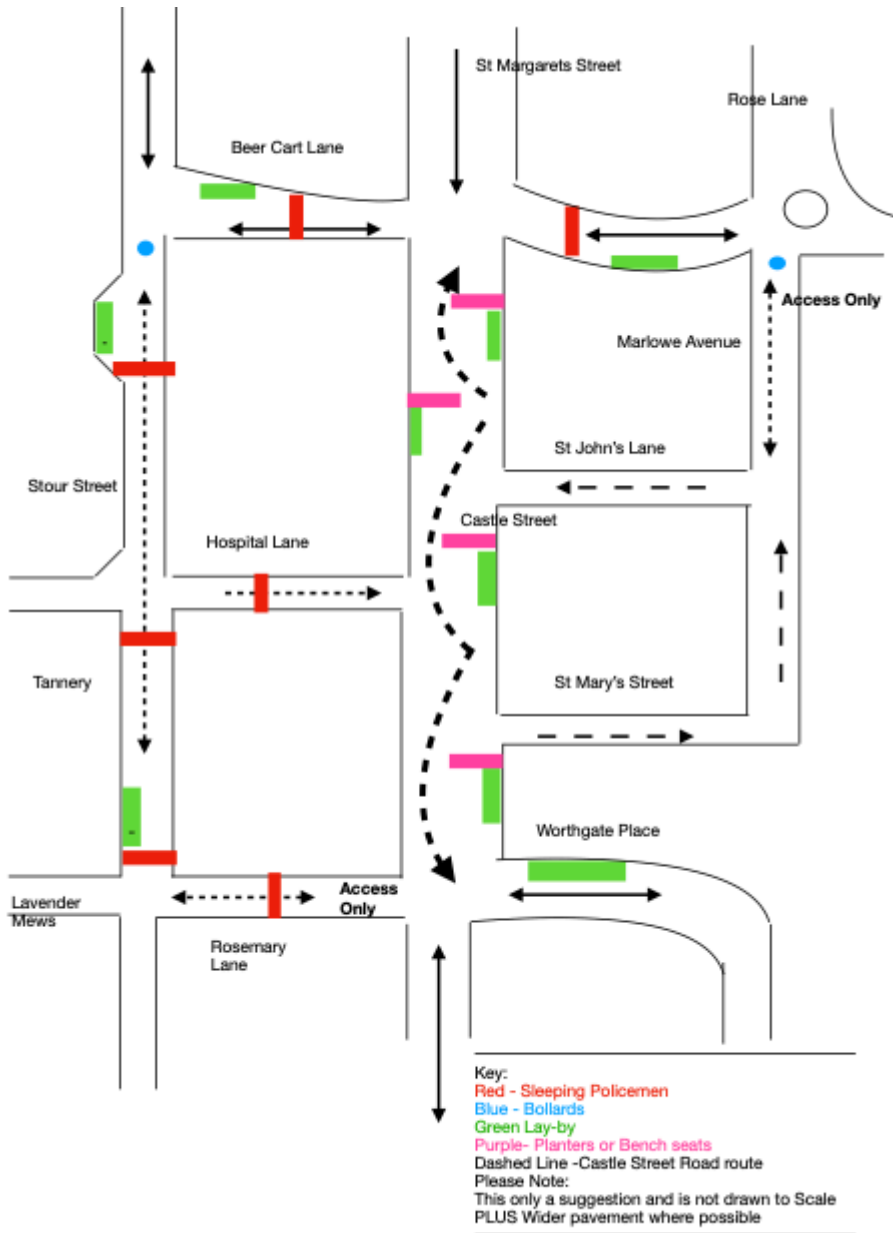 St Margarets Street
Rose Lane
Beer Cart Lane
Access Only
Marlowe Avenue
St John's Lane
Stour Street
Castle Street
Hospital Lane
Tannery
St Mary's Street
Worthgate Place
Access
Only
Lavender
Mews
Rosemary
Lane
Key:
Red - Sleeping Policemen
Blue - Bollards
Green Lay-by
Purple- Planters or Bench seats
Dashed Line -Castle Street Road route
Please Note:
This only a suggestion and is not drawn to Scale
PLUS Wider pavement where possible